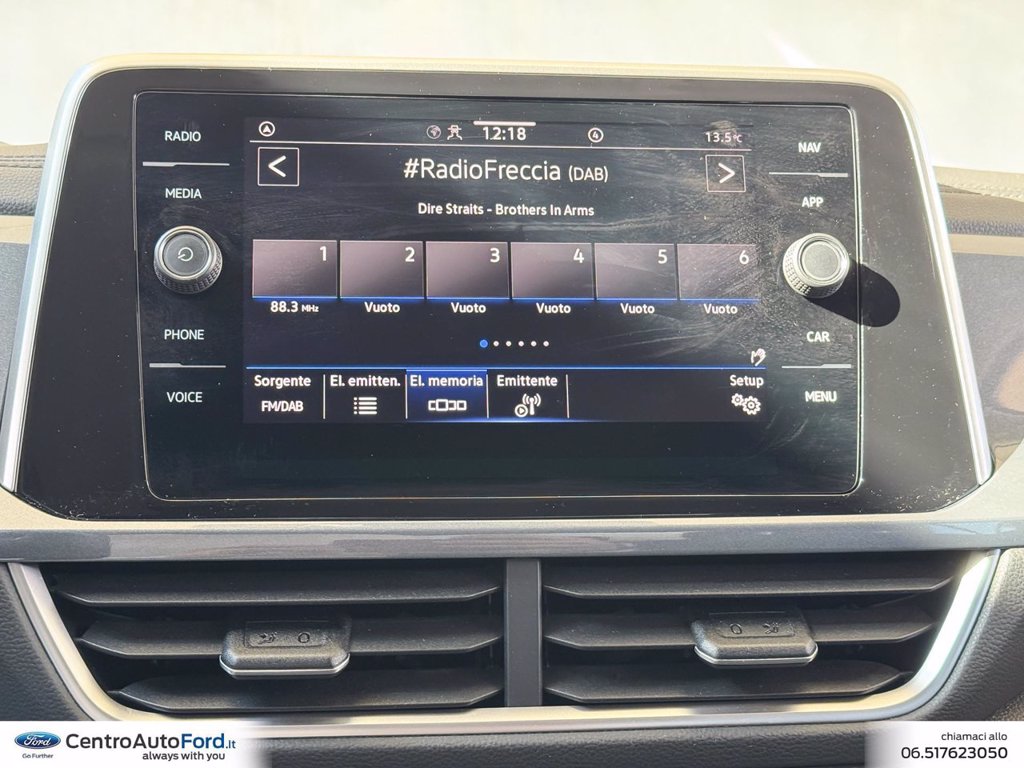 RADIO
MEDIA
PHONE
VOICE
12:18
4
13.5°C
<
#RadioFreccia (DAB)
>
Dire Straits - Brothers In Arms
1 2 3 4 5 6
88.3 MHz Vuoto Vuoto Vuoto Vuoto Vuoto
Sorgente El. emitten. El. memoria Emittente Setup
FM/DAB
NAV
APP
CAR
MENU
Ford
Go Further
CentroAutoFord.it
always with you
chiamaci allo
06.517623050